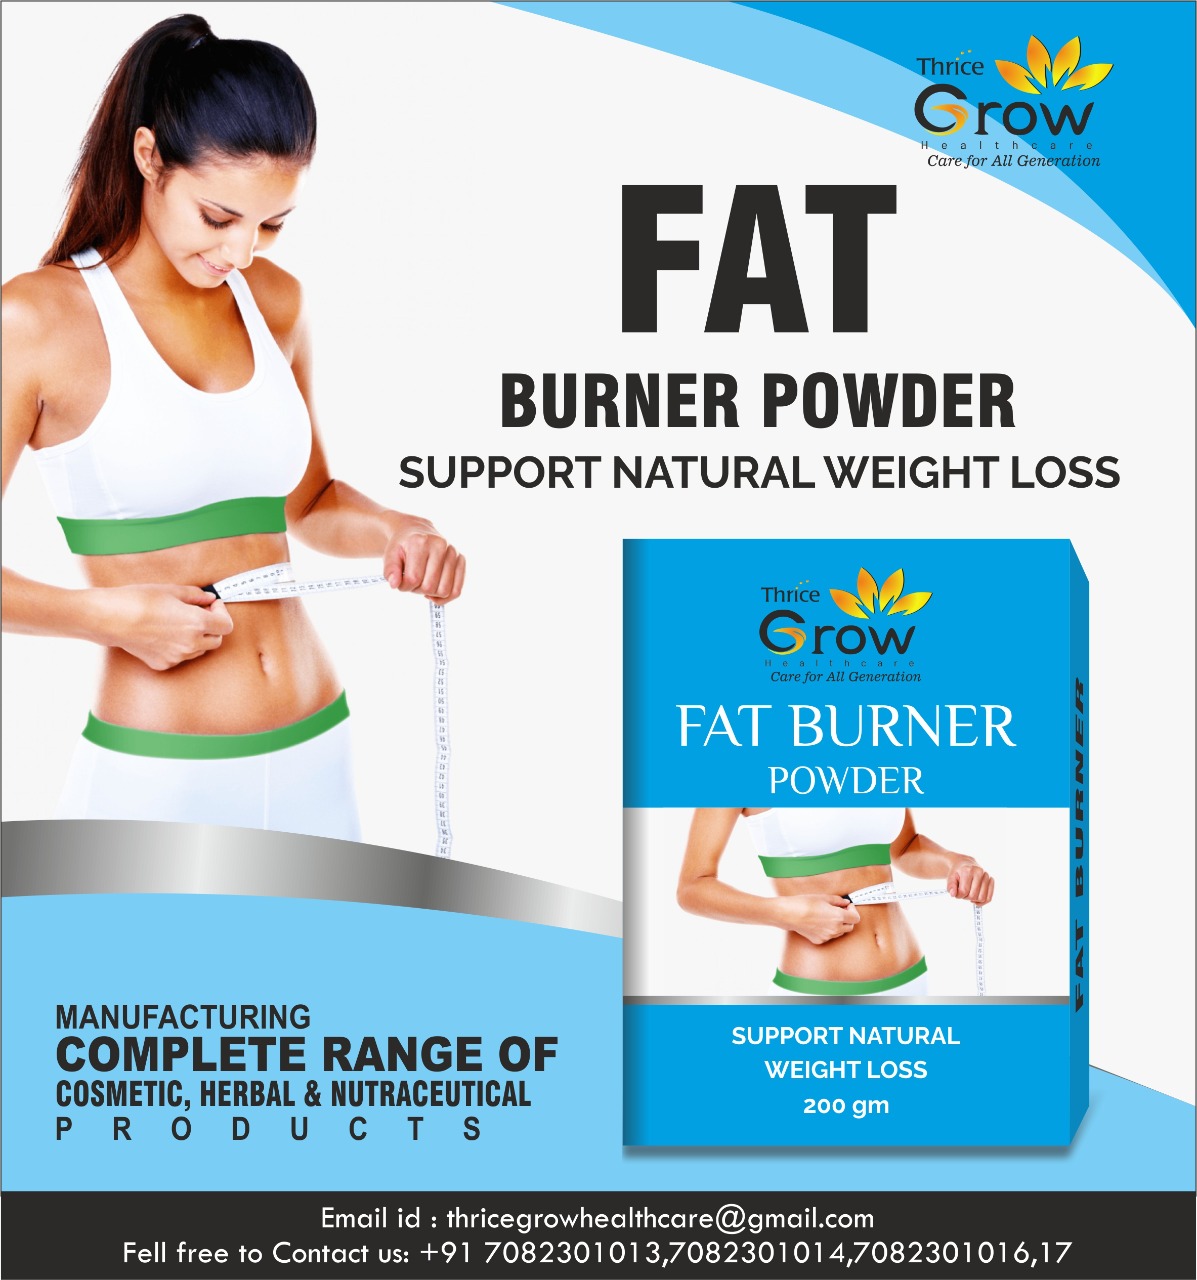 Thrice
Grow
Healthcare
Care for All Generation
FAT
BURNER POWDER
SUPPORT NATURAL WEIGHT LOSS
Thrice
Grow
Healthcare
Care for All Generation
FAT BURNER
POWDER
FAT BURNER
SUPPORT NATURAL
WEIGHT LOSS
200 gm
MANUFACTURING
COMPLETE RANGE OF
COSMETIC, HERBAL & NUTRACEUTICAL
PRODUCTS
Email id : thricegrowhealthcare@gmail.com
Fell free to Contact us: +91 7082301013,7082301014,7082301016,17